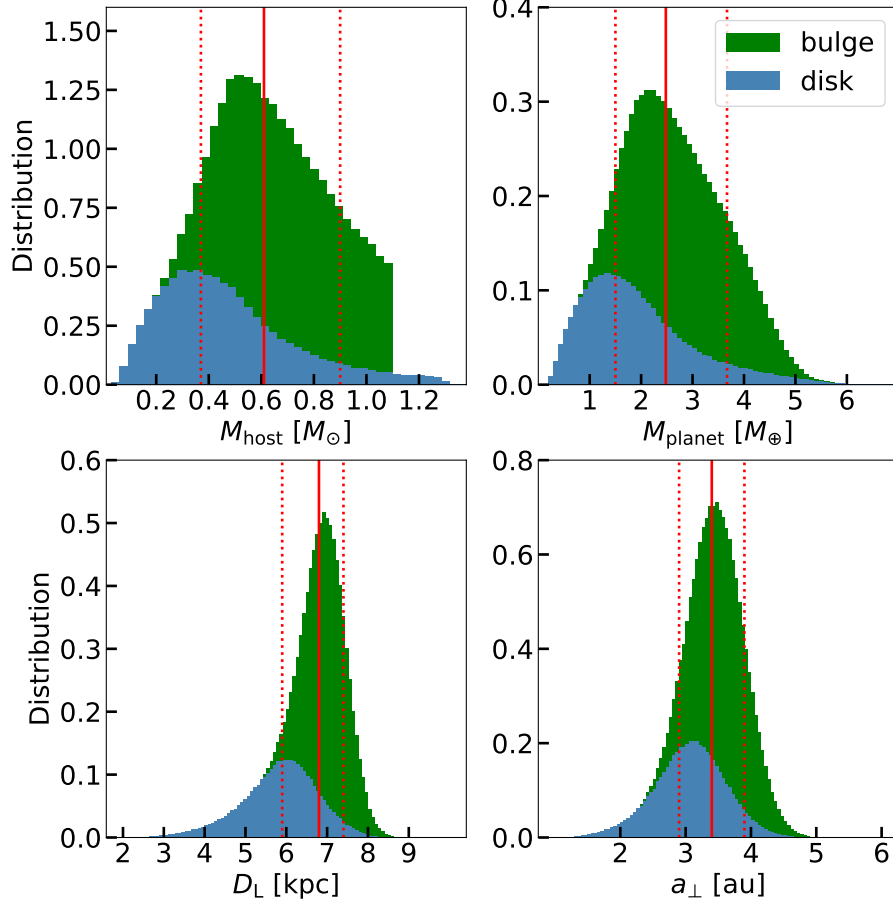 1.50
1.25
1.00
0.75
0.50
0.25
0.00
Distribution
0.2 0.4 0.6 0.8 1.0 1.2
M_host [M_⊙]
0.4
0.3
0.2
0.1
0.0
bulge
disk
1 2 3 4 5 6
M_planet [M_⊕]
0.6
0.5
0.4
0.3
0.2
0.1
0.0
Distribution
2 3 4 5 6 7 8 9
D_L [kpc]
0.8
0.6
0.4
0.2
0.0
2 3 4 5 6
a_⊥ [au]